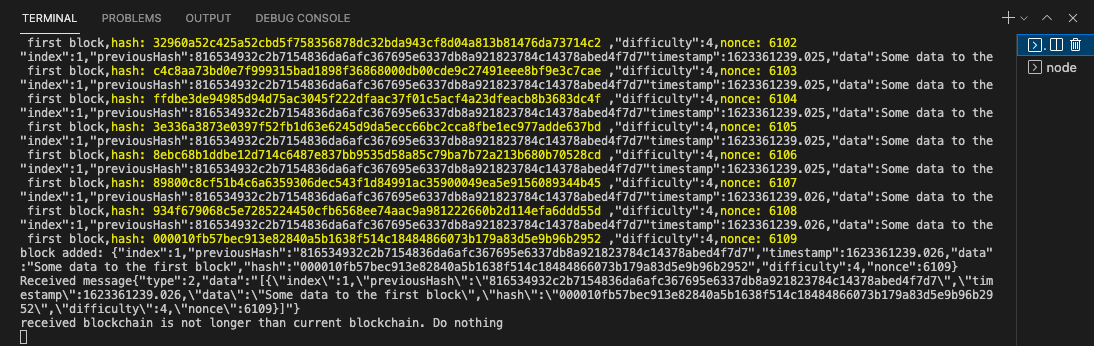 TERMINAL PROBLEMS OUTPUT DEBUG CONSOLE
first block,hash: 32960a52c425a52cbd5f758356878dc32bda943cf8d04a813b81476da73714c2 ,"difficulty":4,nonce: 6102
"index":1,"previousHash":816534932c2b7154836da6afc367695e6337db8a921823784c14378abed4f7d7"timestamp":1623361239.025,"data":Some data to the
first block,hash: c4c8aa73bd0e7f999315bad1898f36868000db00cde9c27491eee8bf9e3c7cae ,"difficulty":4,nonce: 6103
"index":1,"previousHash":816534932c2b7154836da6afc367695e6337db8a921823784c14378abed4f7d7"timestamp":1623361239.025,"data":Some data to the
first block,hash: ffdbe3de94985d94d75ac3045f222dfaac37f01c5acf4a23dfeacb8b3683dc4f ,"difficulty":4,nonce: 6104
"index":1,"previousHash":816534932c2b7154836da6afc367695e6337db8a921823784c14378abed4f7d7"timestamp":1623361239.025,"data":Some data to the
first block,hash: 3e336a3873e0397f52fb1d63e6245d9da5ecc66bc2cca8fbe1ec977adde637bd ,"difficulty":4,nonce: 6105
"index":1,"previousHash":816534932c2b7154836da6afc367695e6337db8a921823784c14378abed4f7d7"timestamp":1623361239.025,"data":Some data to the
first block,hash: 8ebc68b1ddbe12d714c6487e837bb9535d58a85c79ba7b72a213b680b70528cd ,"difficulty":4,nonce: 6106
"index":1,"previousHash":816534932c2b7154836da6afc367695e6337db8a921823784c14378abed4f7d7"timestamp":1623361239.025,"data":Some data to the
first block,hash: 89800c8cf51b4c6a6359306dec543f1d84991ac35900049ea5e9156089344b45 ,"difficulty":4,nonce: 6107
"index":1,"previousHash":816534932c2b7154836da6afc367695e6337db8a921823784c14378abed4f7d7"timestamp":1623361239.026,"data":Some data to the
first block,hash: 934f679068c5e7285224450cfb6568ee74aac9a981222660b2d114efa6ddd55d ,"difficulty":4,nonce: 6108
"index":1,"previousHash":816534932c2b7154836da6afc367695e6337db8a921823784c14378abed4f7d7"timestamp":1623361239.026,"data":Some data to the
first block,hash: 000010fb57bec913e82840a5b1638f514c18484866073b179a83d5e9b96b2952 ,"difficulty":4,nonce: 6109
block added: {"index":1,"previousHash":"816534932c2b7154836da6afc367695e6337db8a921823784c14378abed4f7d7","timestamp":1623361239.026,"data"
:"Some data to the first block","hash":"000010fb57bec913e82840a5b1638f514c18484866073b179a83d5e9b96b2952","difficulty":4,"nonce":6109}
Received message{"type":2,"data":"[{\"index\":1,\"previousHash\":\"816534932c2b7154836da6afc367695e6337db8a921823784c14378abed4f7d7\",\"tim
estamp\":1623361239.026,\"data\":\"Some data to the first block\",\"hash\":\"000010fb57bec913e82840a5b1638f514c18484866073b179a83d5e9b96b29
52\",\"difficulty\":4,\"nonce\":6109}]"}
received blockchain is not longer than current blockchain. Do nothing
node